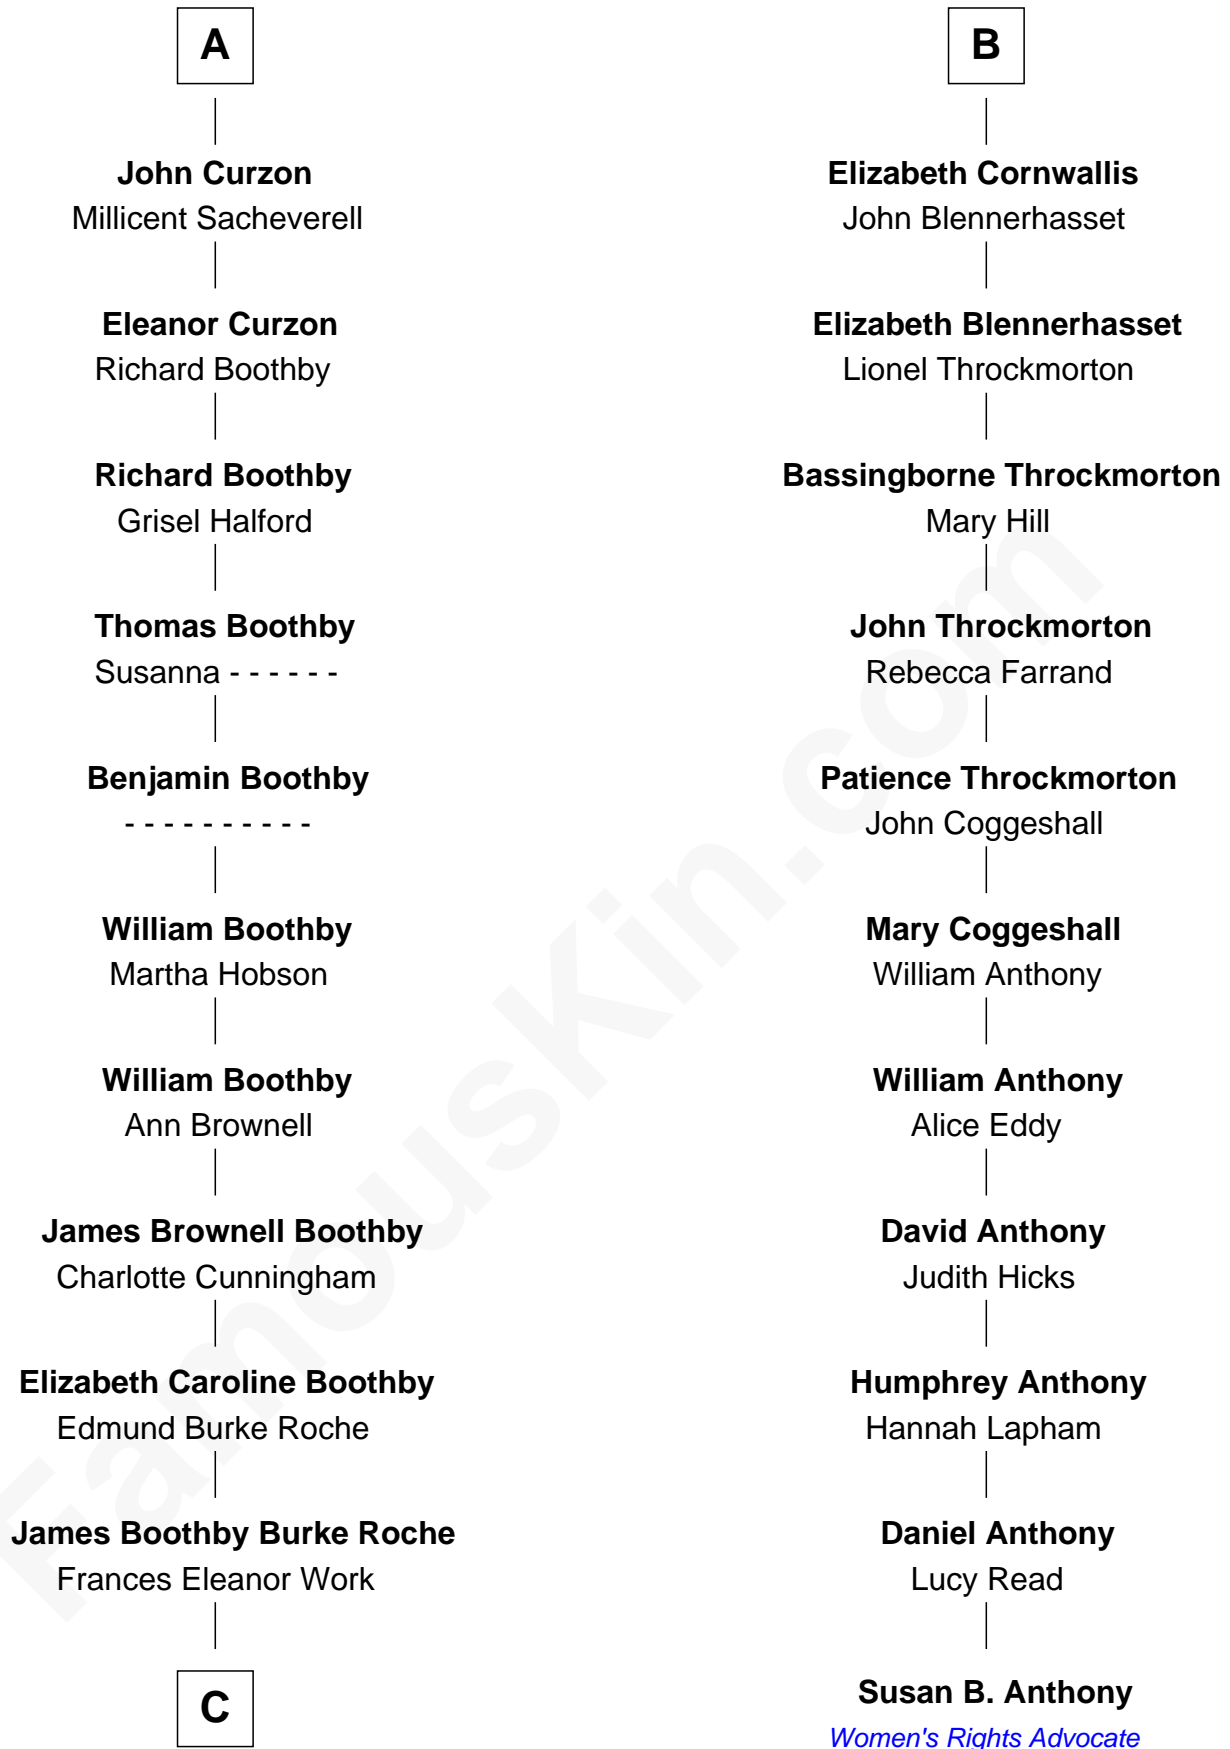 A
John Curzon
Millicent Sacheverell
Eleanor Curzon
Richard Boothby
Richard Boothby
Grisel Halford
Thomas Boothby
Susanna - - - - - -
Benjamin Boothby
- - - - - - - - - -
William Boothby
Martha Hobson
William Boothby
Ann Brownell
James Brownell Boothby
Charlotte Cunningham
Elizabeth Caroline Boothby
Edmund Burke Roche
James Boothby Burke Roche
Frances Eleanor Work
C
B
Elizabeth Cornwallis
John Blennerhasset
Elizabeth Blennerhasset
Lionel Throckmorton
Bassingborne Throckmorton
Mary Hill
John Throckmorton
Rebecca Farrand
Patience Throckmorton
John Coggeshall
Mary Coggeshall
William Anthony
William Anthony
Alice Eddy
David Anthony
Judith Hicks
Humphrey Anthony
Hannah Lapham
Daniel Anthony
Lucy Read
Susan B. Anthony
Women's Rights Advocate
FamousKin.com